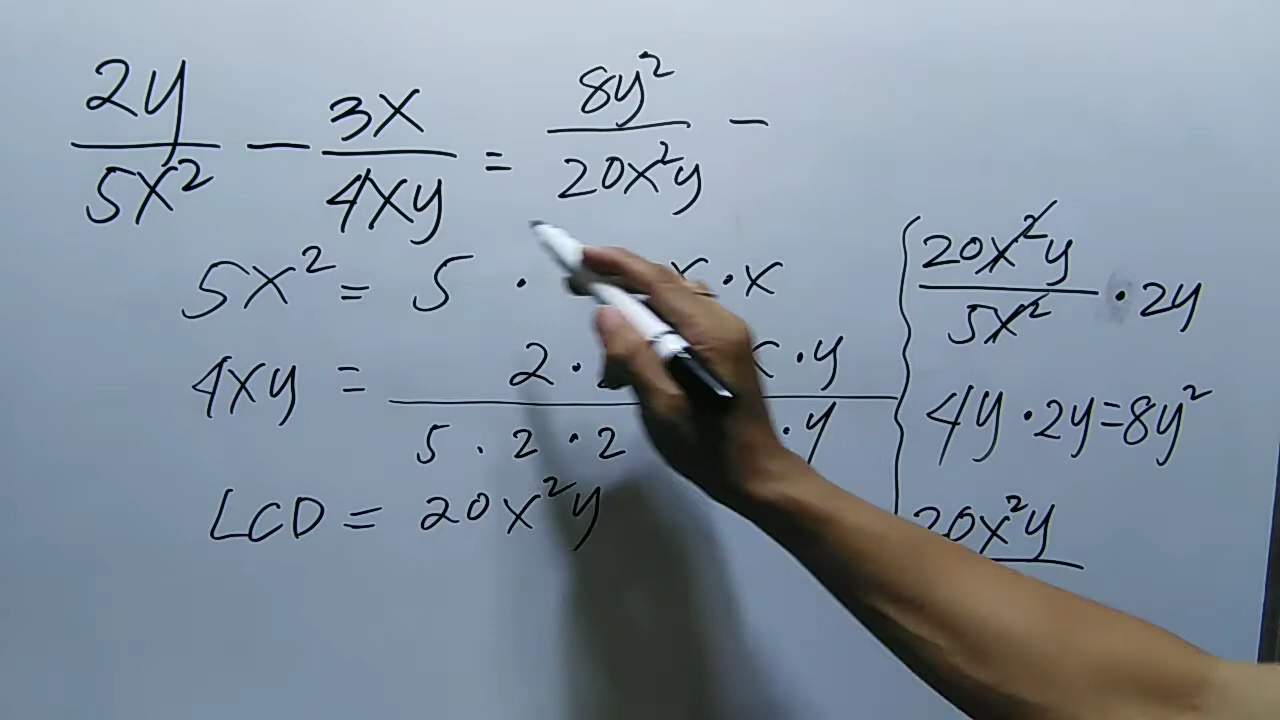 2y/5x² − 3x/4xy = 8y²/20x²y −
5x² = 5 · x · x
4xy = 2 · x · y
5 · 2 · 2 · y
LCD = 20x²y
20x²y/5x² · 2y
4y · 2y = 8y²
20x²y